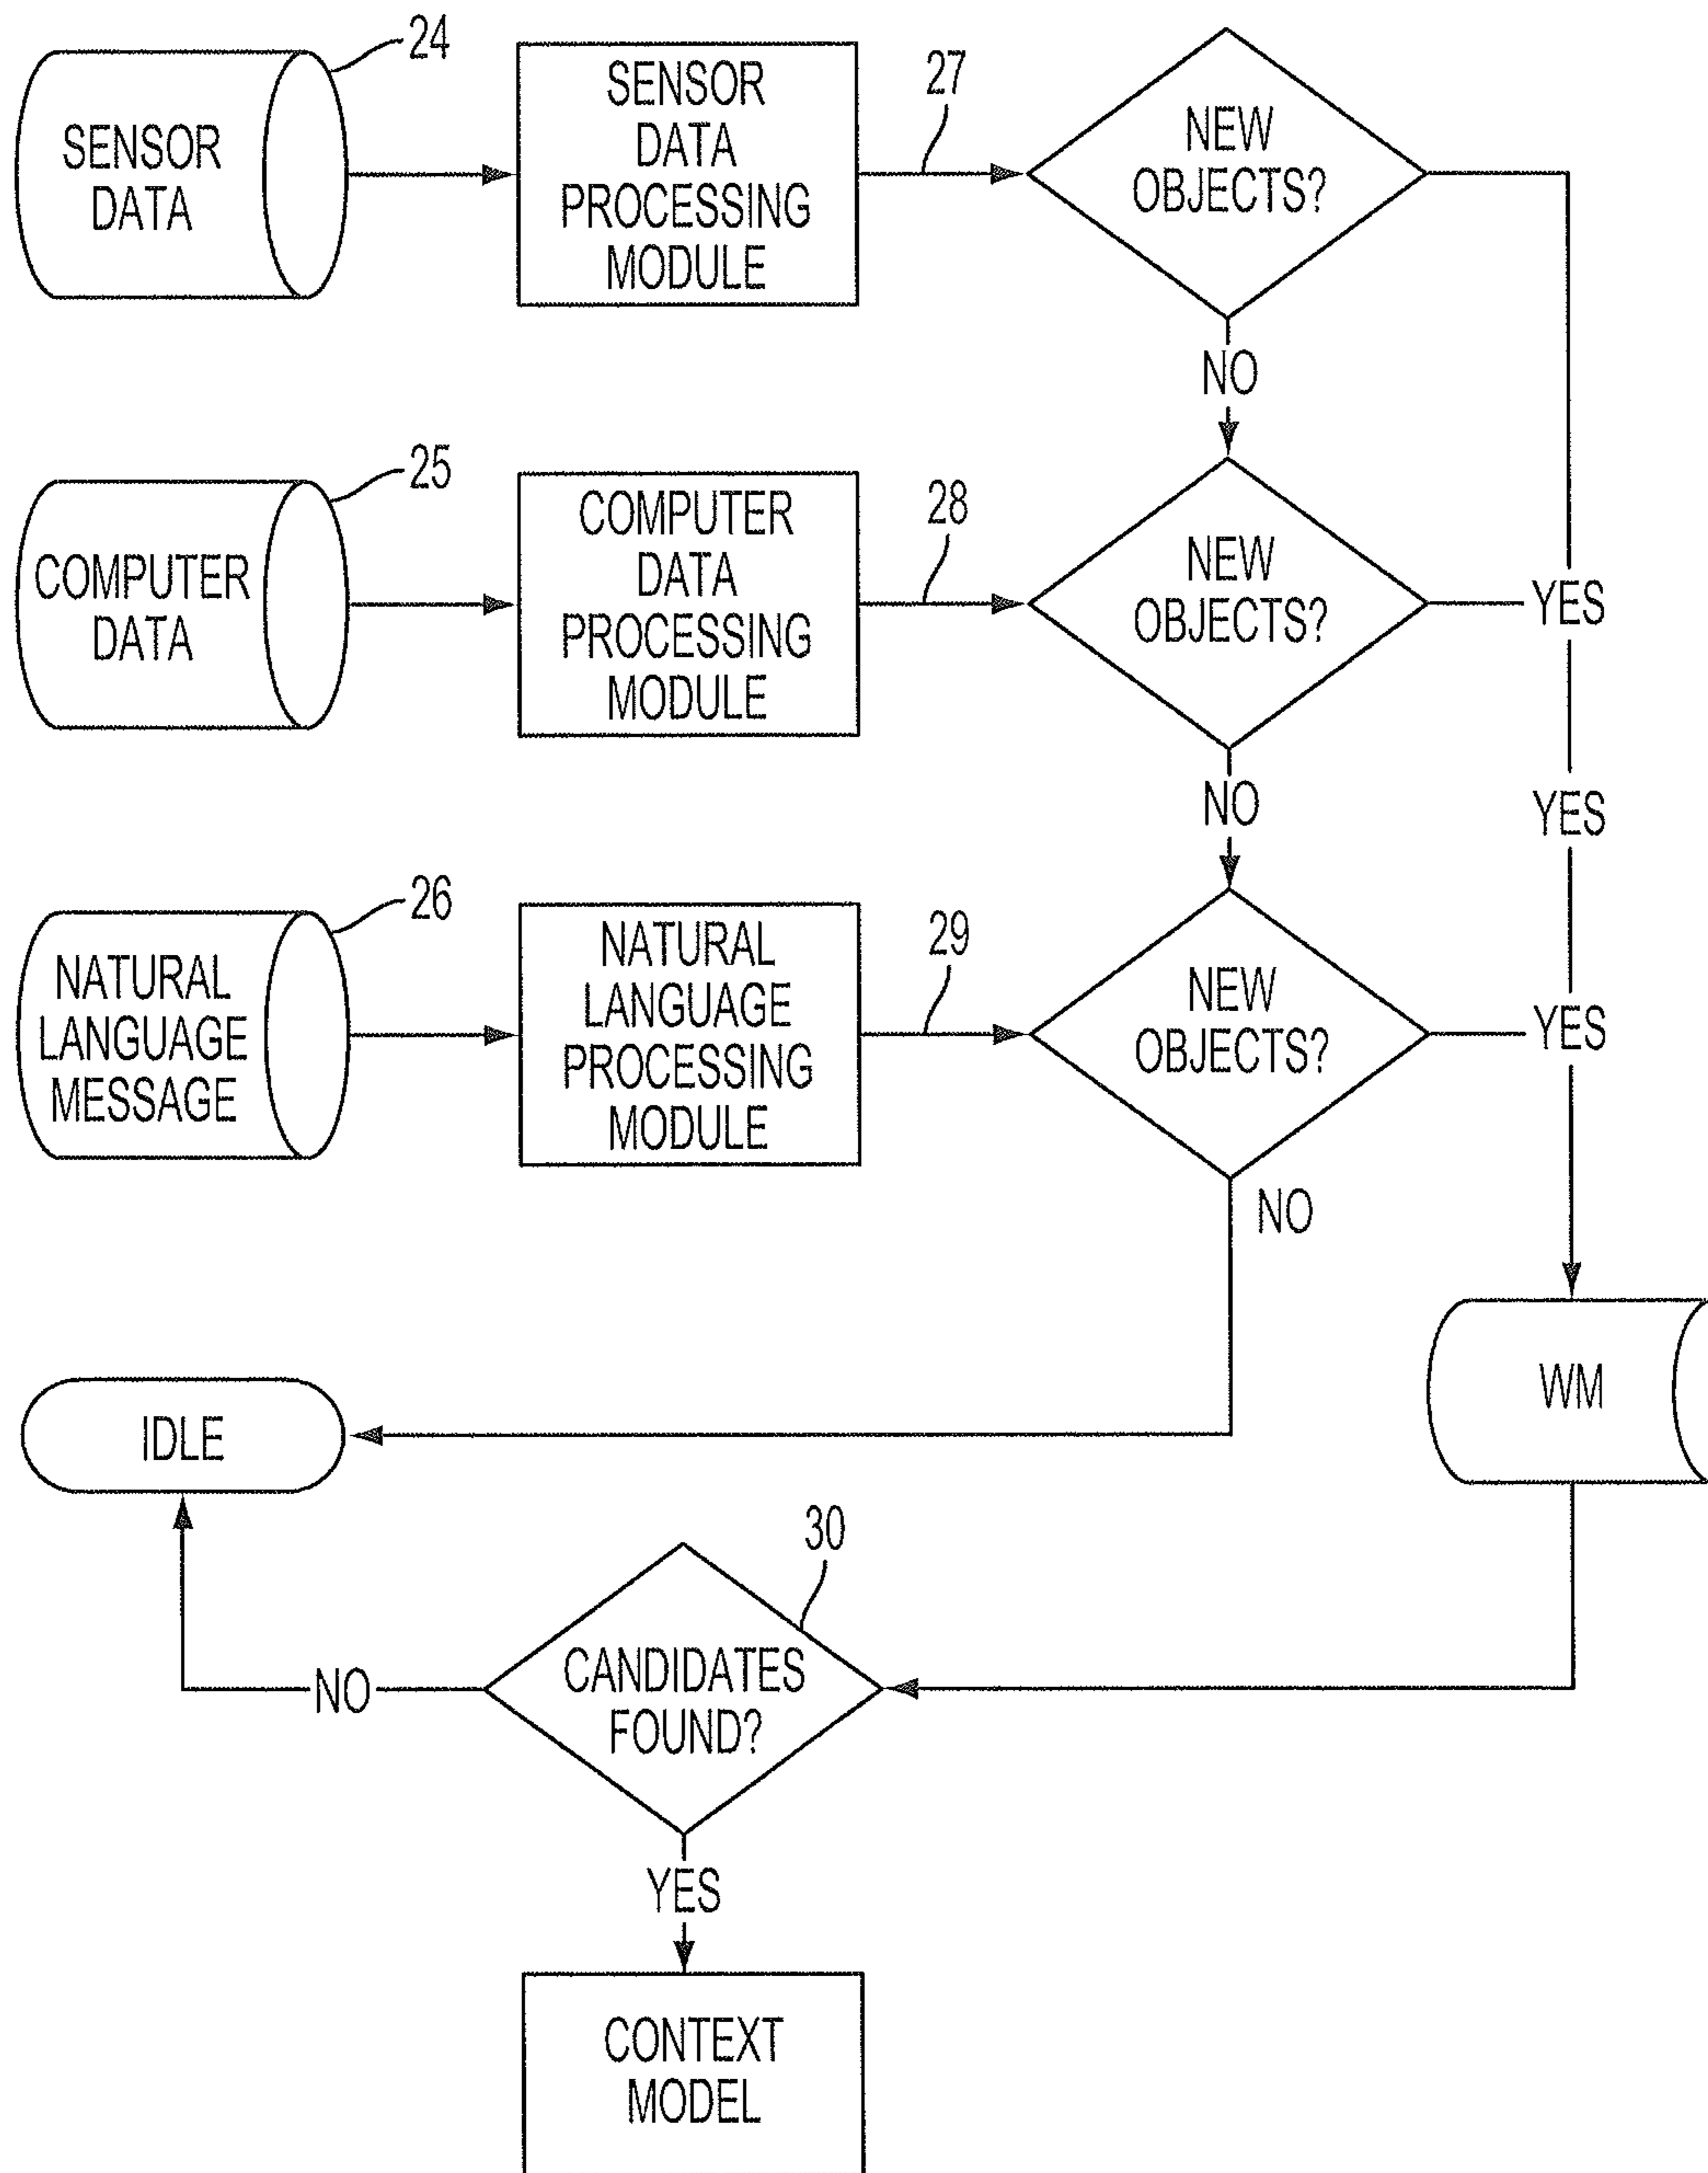 24
SENSOR
DATA
SENSOR
DATA
PROCESSING
MODULE
27
NEW
OBJECTS?
NO
25
COMPUTER
DATA
COMPUTER
DATA
PROCESSING
MODULE
28
NEW
OBJECTS?
YES
NO
YES
26
NATURAL
LANGUAGE
MESSAGE
NATURAL
LANGUAGE
PROCESSING
MODULE
29
NEW
OBJECTS?
YES
NO
WM
IDLE
30
CANDIDATES
FOUND?
NO
YES
CONTEXT
MODEL